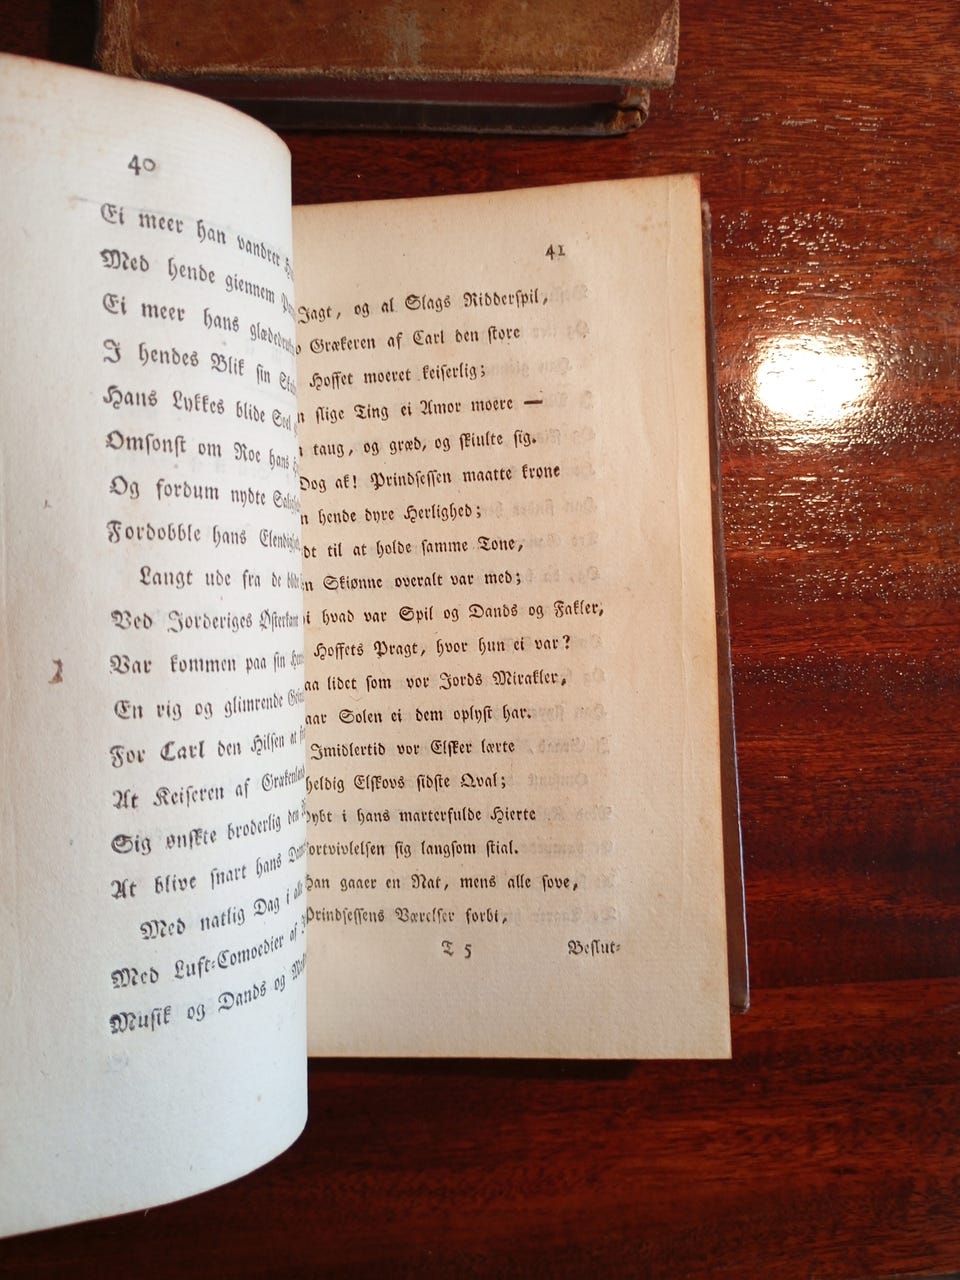 40
Ei meer han vandrer
Med hende giennem
Ei meer hans
I hendes Blik sin
Hans Lykkes blide Soel
Omsonst om Roe hans
Og fordum nydte
Fordobble hans
Langt ude fra de
Ved Jorderiges
Var kommen paa sin
En rig og glimrende
For Carl den Hilsen at
At Keiseren af
Sig ønskte broderlig den
At blive snart hans
Med natlig Dag i
Med Lust-Comoedier af
Musik og Dands og
41
Jagt, og al Slags Ridderspil,
Grækeren af Carl den store
Hoffet moeret keiserlig;
slige Ting ei Amor moere —
taug, og græd, og skiulte sig.
Dog ak! Prindsessen maatte krone
hende dyre Herlighed;
til at holde samme Tone,
Skiønne overalt var med;
hvad var Spil og Dands og Fakler,
Hoffets Pragt, hvor hun ei var?
lidet som vor Jords Mirakler,
Solen ei dem oplyst har.
Imidlertid vor Elsker lærte
Elskovs sidste Qval;
i hans marterfulde Hierte
sig langsom stial.
Han gaaer en Nat, mens alle sove,
Prindsessens Værelser forbi,
T 5 Beslut-